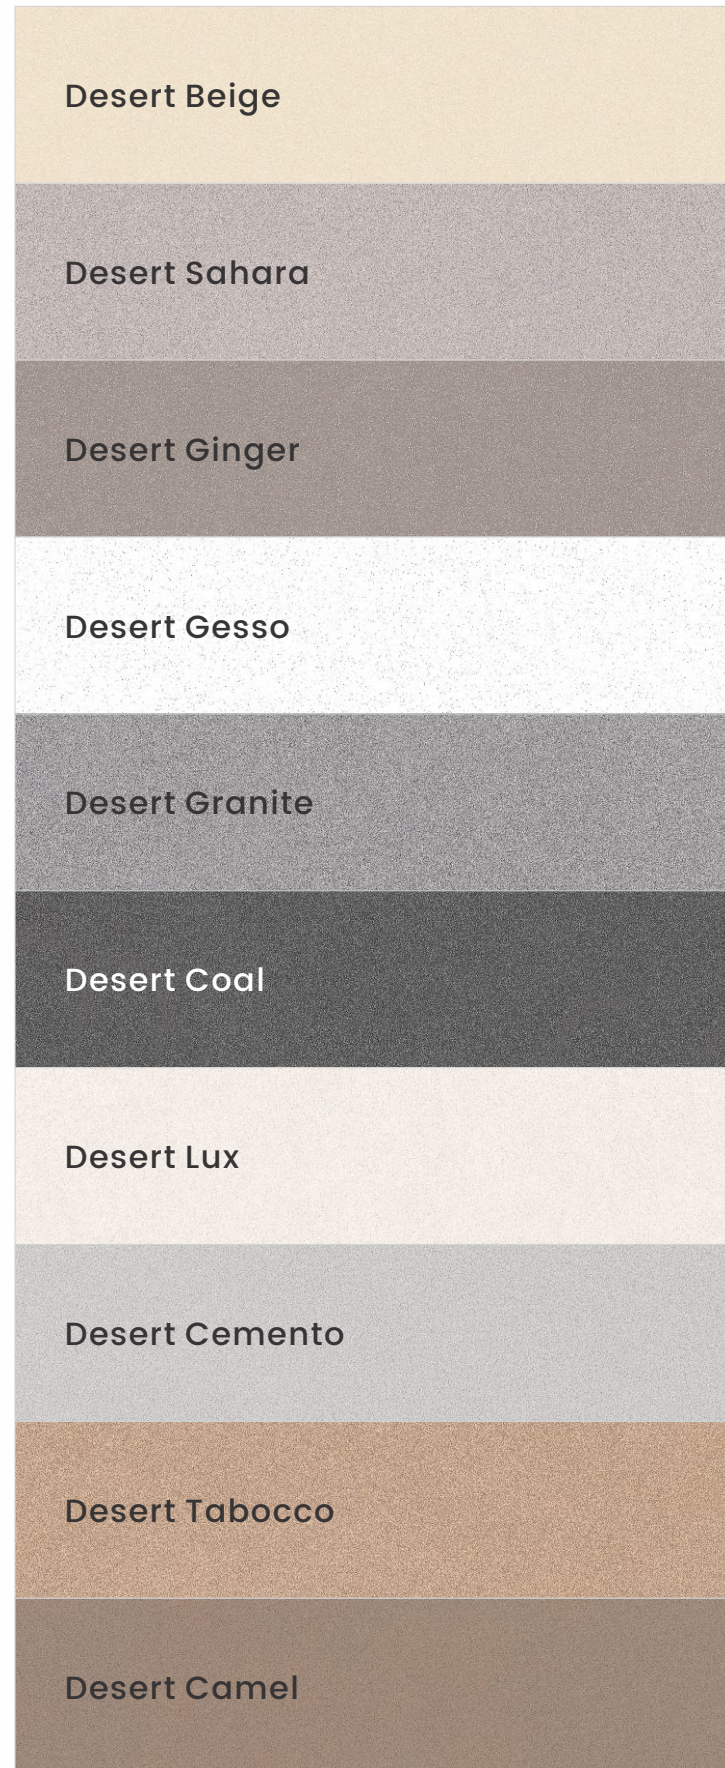 Desert Beige
Desert Sahara
Desert Ginger
Desert Gesso
Desert Granite
Desert Coal
Desert Lux
Desert Cemento
Desert Tabocco
Desert Camel